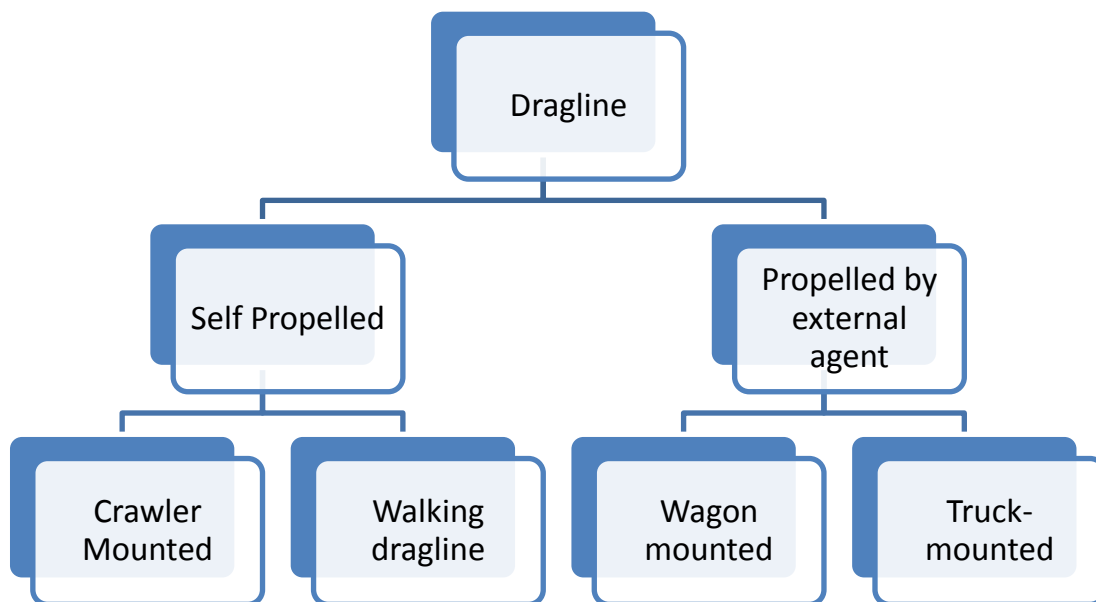 Dragline
Self Propelled
Propelled by
external
agent
Crawler
Mounted
Walking
dragline
Wagon
mounted
Truck-
mounted